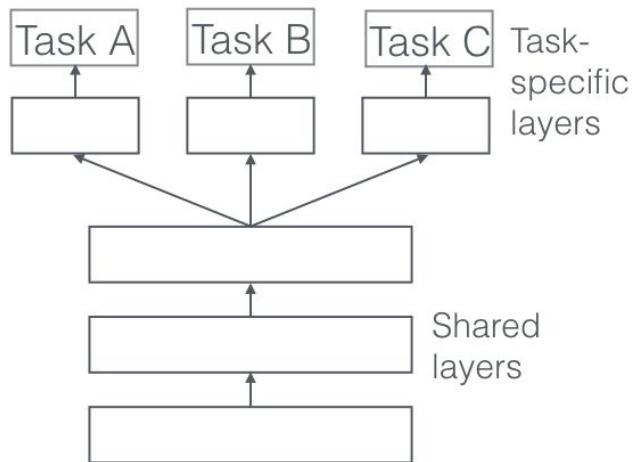 Task A
Task B
Task C
Task-
specific
layers
Shared
layers